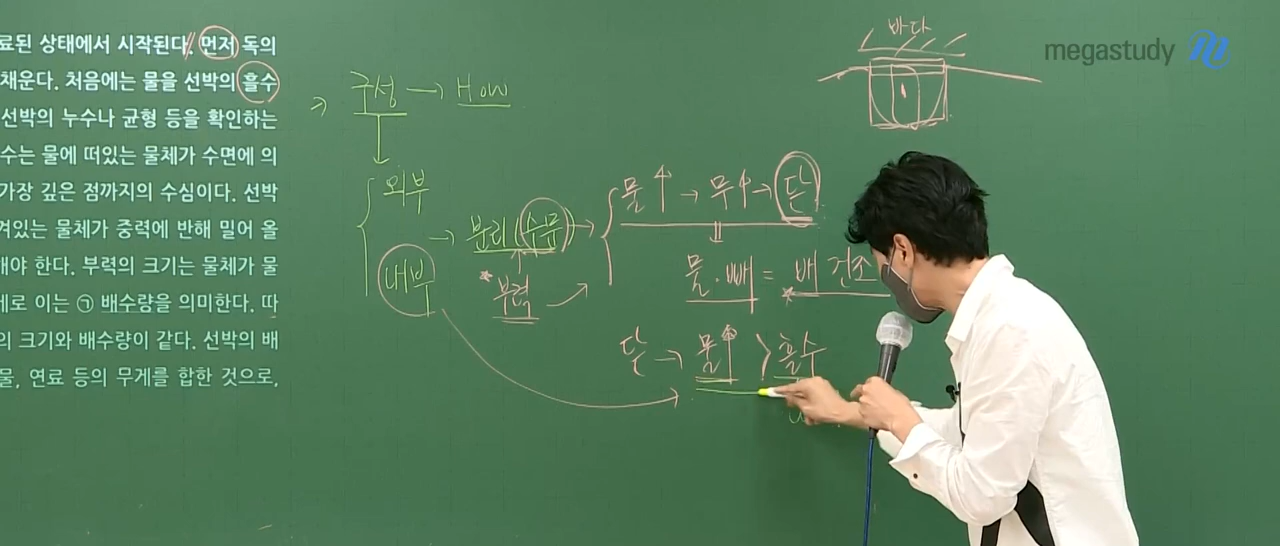 료된 상태에서 시작된다. 먼저 독의
채운다. 처음에는 물을 선박의 흘수
선박의 누수나 균형 등을 확인하는
수는 물에 떠있는 물체가 수면에 의
가장 깊은 점까지의 수심이다. 선박
겨있는 물체가 중력에 반해 밀어 올
해야 한다. 부력의 크기는 물체가 물
게로 이는 ㉠ 배수량을 의미한다. 따
의 크기와 배수량이 같다. 선박의 배
물, 연료 등의 무게를 합한 것으로,
구성 → How
외부
내부
→ 분리 (수문) →
* 부력
물↑ → 무↑ → 뜬
물·빼 = 배 건조
뜬 → 물↑ > 흘수
바다
megastudy